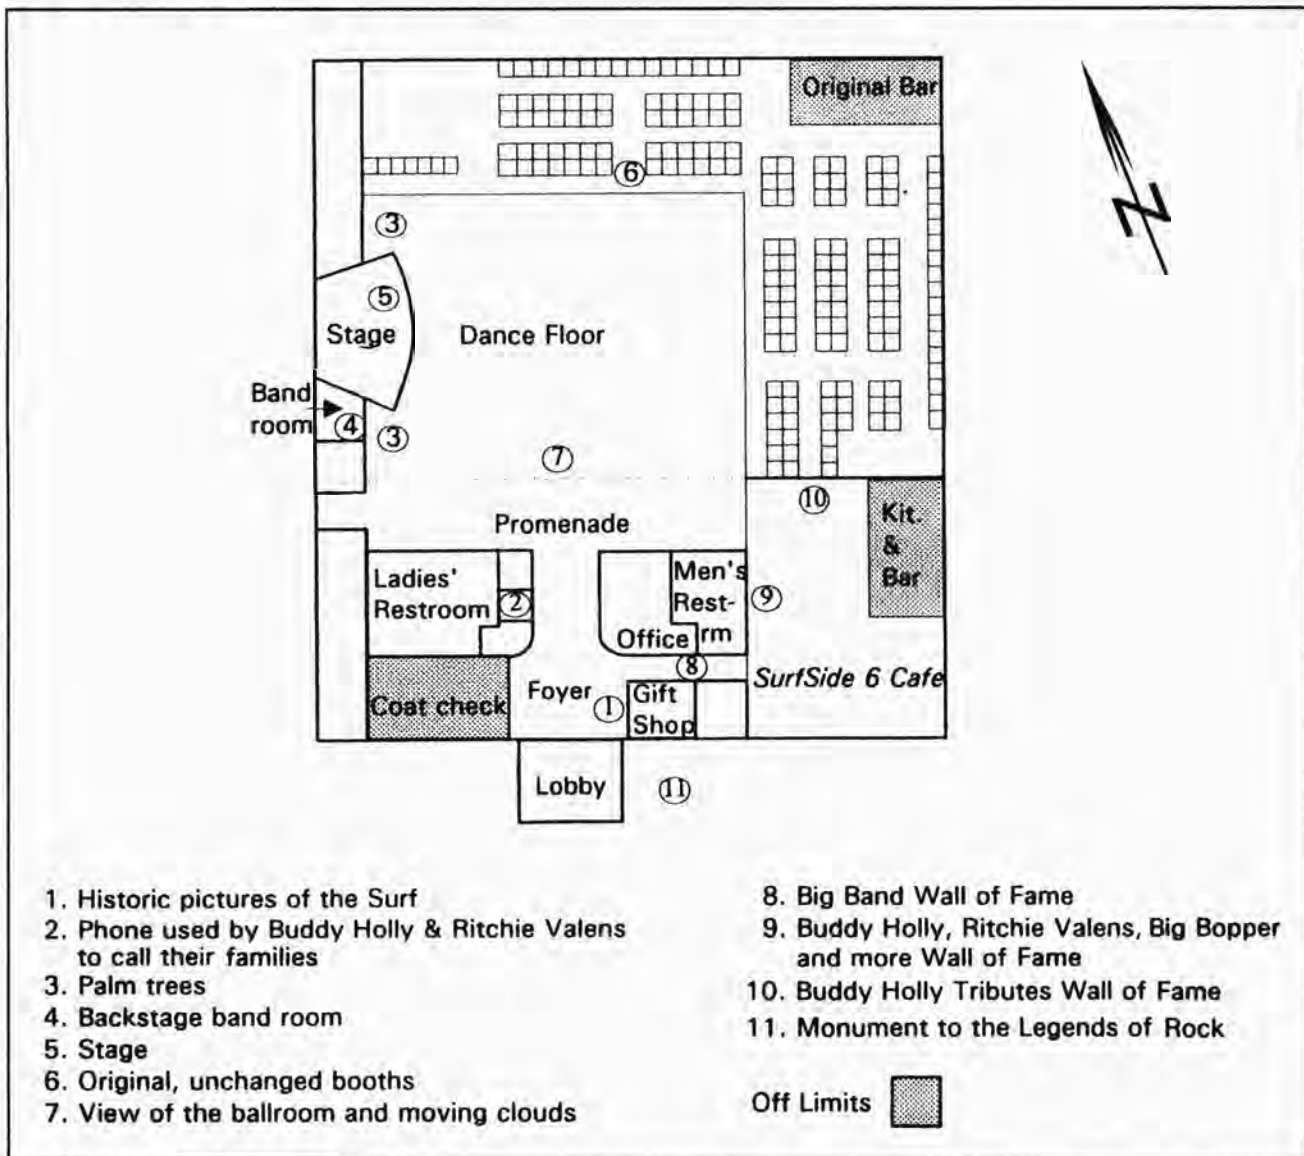 Original Bar
6
3
5
Stage
Dance Floor
Band
room
4
3
7
10
Kit.
&
Bar
Promenade
Ladies'
Restroom
2
Men's
Rest-
rm
9
Office
8
SurfSide 6 Cafe
Foyer
1
Gift
Shop
Coat check
Lobby
11
N
1. Historic pictures of the Surf
2. Phone used by Buddy Holly & Ritchie Valens
to call their families
3. Palm trees
4. Backstage band room
5. Stage
6. Original, unchanged booths
7. View of the ballroom and moving clouds
8. Big Band Wall of Fame
9. Buddy Holly, Ritchie Valens, Big Bopper
and more Wall of Fame
10. Buddy Holly Tributes Wall of Fame
11. Monument to the Legends of Rock
Off Limits